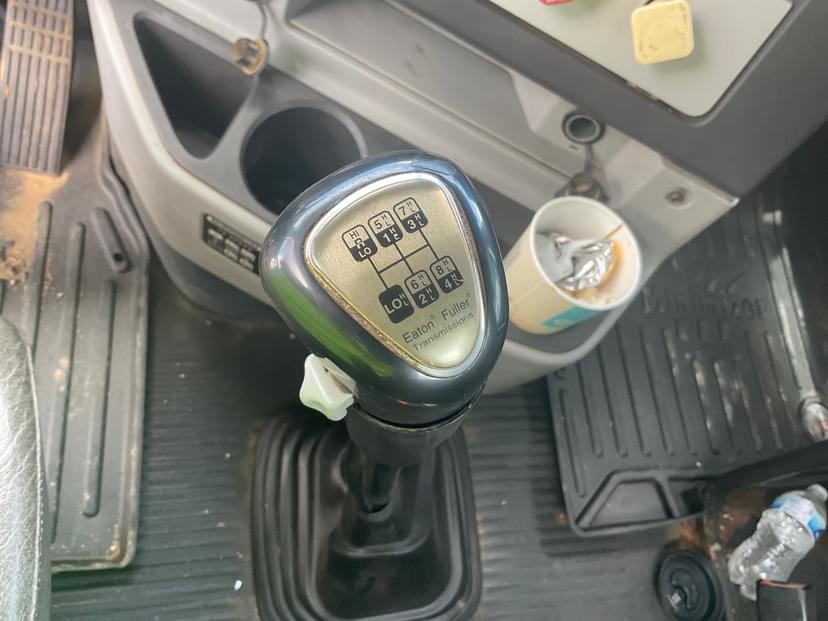 HI R LO
5 H L 1 H L
7 H L 3 H L
LO H L
6 H L 2 H L
8 H L 4 H L
Eaton® Fuller®
Transmissions